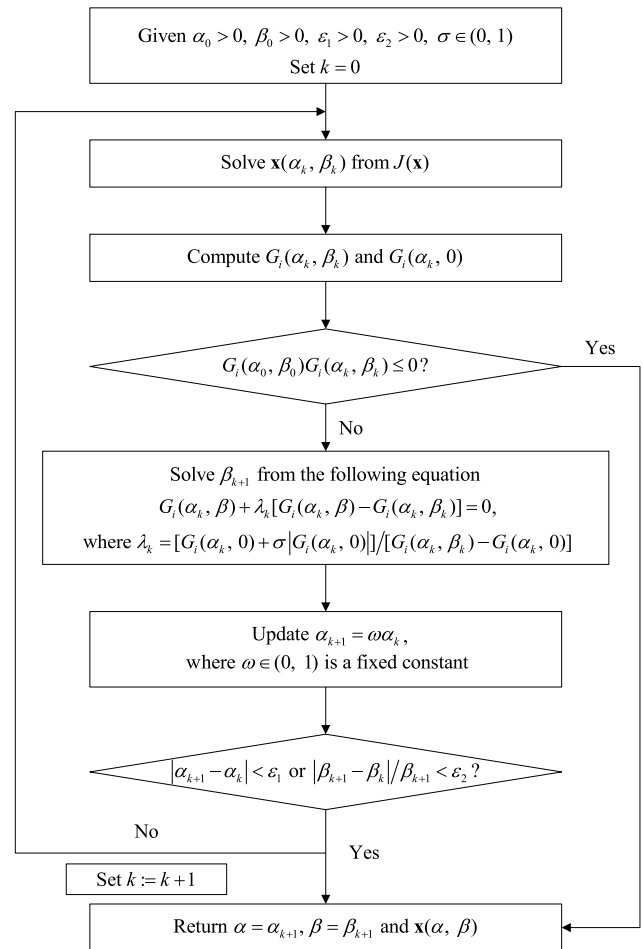 Given α₀ > 0, β₀ > 0, ε₁ > 0, ε₂ > 0, σ ∈ (0, 1)
Set k = 0
Solve x(αₖ, βₖ) from J(x)
Compute Gᵢ(αₖ, βₖ) and Gᵢ(αₖ, 0)
Gᵢ(α₀, β₀)Gᵢ(αₖ, βₖ) ≤ 0?
Yes
No
Solve βₖ₊₁ from the following equation
Gᵢ(αₖ, β) + λₖ[Gᵢ(αₖ, β) − Gᵢ(αₖ, βₖ)] = 0,
where λₖ = [Gᵢ(αₖ, 0) + σ|Gᵢ(αₖ, 0)|]/[Gᵢ(αₖ, βₖ) − Gᵢ(αₖ, 0)]
Update αₖ₊₁ = ωαₖ,
where ω ∈ (0, 1) is a fixed constant
|αₖ₊₁ − αₖ| < ε₁ or |βₖ₊₁ − βₖ|/βₖ₊₁ < ε₂?
No
Yes
Set k := k + 1
Return α = αₖ₊₁, β = βₖ₊₁ and x(α, β)